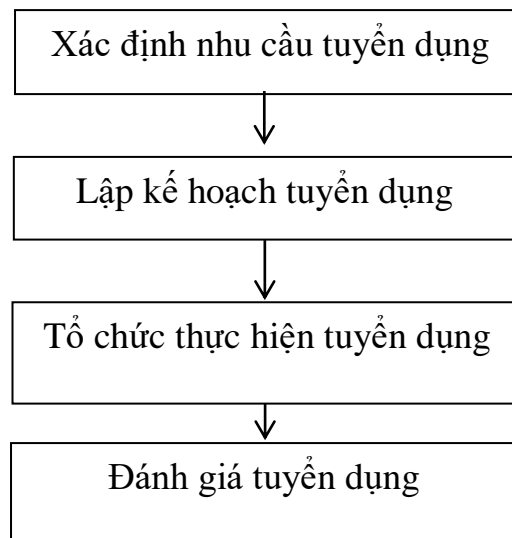 Xác định nhu cầu tuyển dụng
Lập kế hoạch tuyển dụng
Tổ chức thực hiện tuyển dụng
Đánh giá tuyển dụng